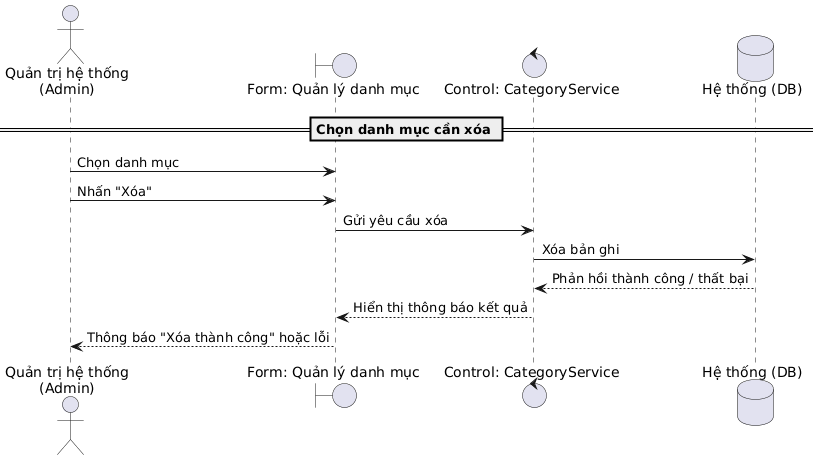 Quản trị hệ thống
(Admin)
Form: Quản lý danh mục
Control: CategoryService
Hệ thống (DB)
Chọn danh mục cần xóa
Chọn danh mục
Nhấn "Xóa"
Gửi yêu cầu xóa
Xóa bản ghi
Phản hồi thành công / thất bại
Hiển thị thông báo kết quả
Thông báo "Xóa thành công" hoặc lỗi
Quản trị hệ thống
(Admin)
Form: Quản lý danh mục
Control: CategoryService
Hệ thống (DB)